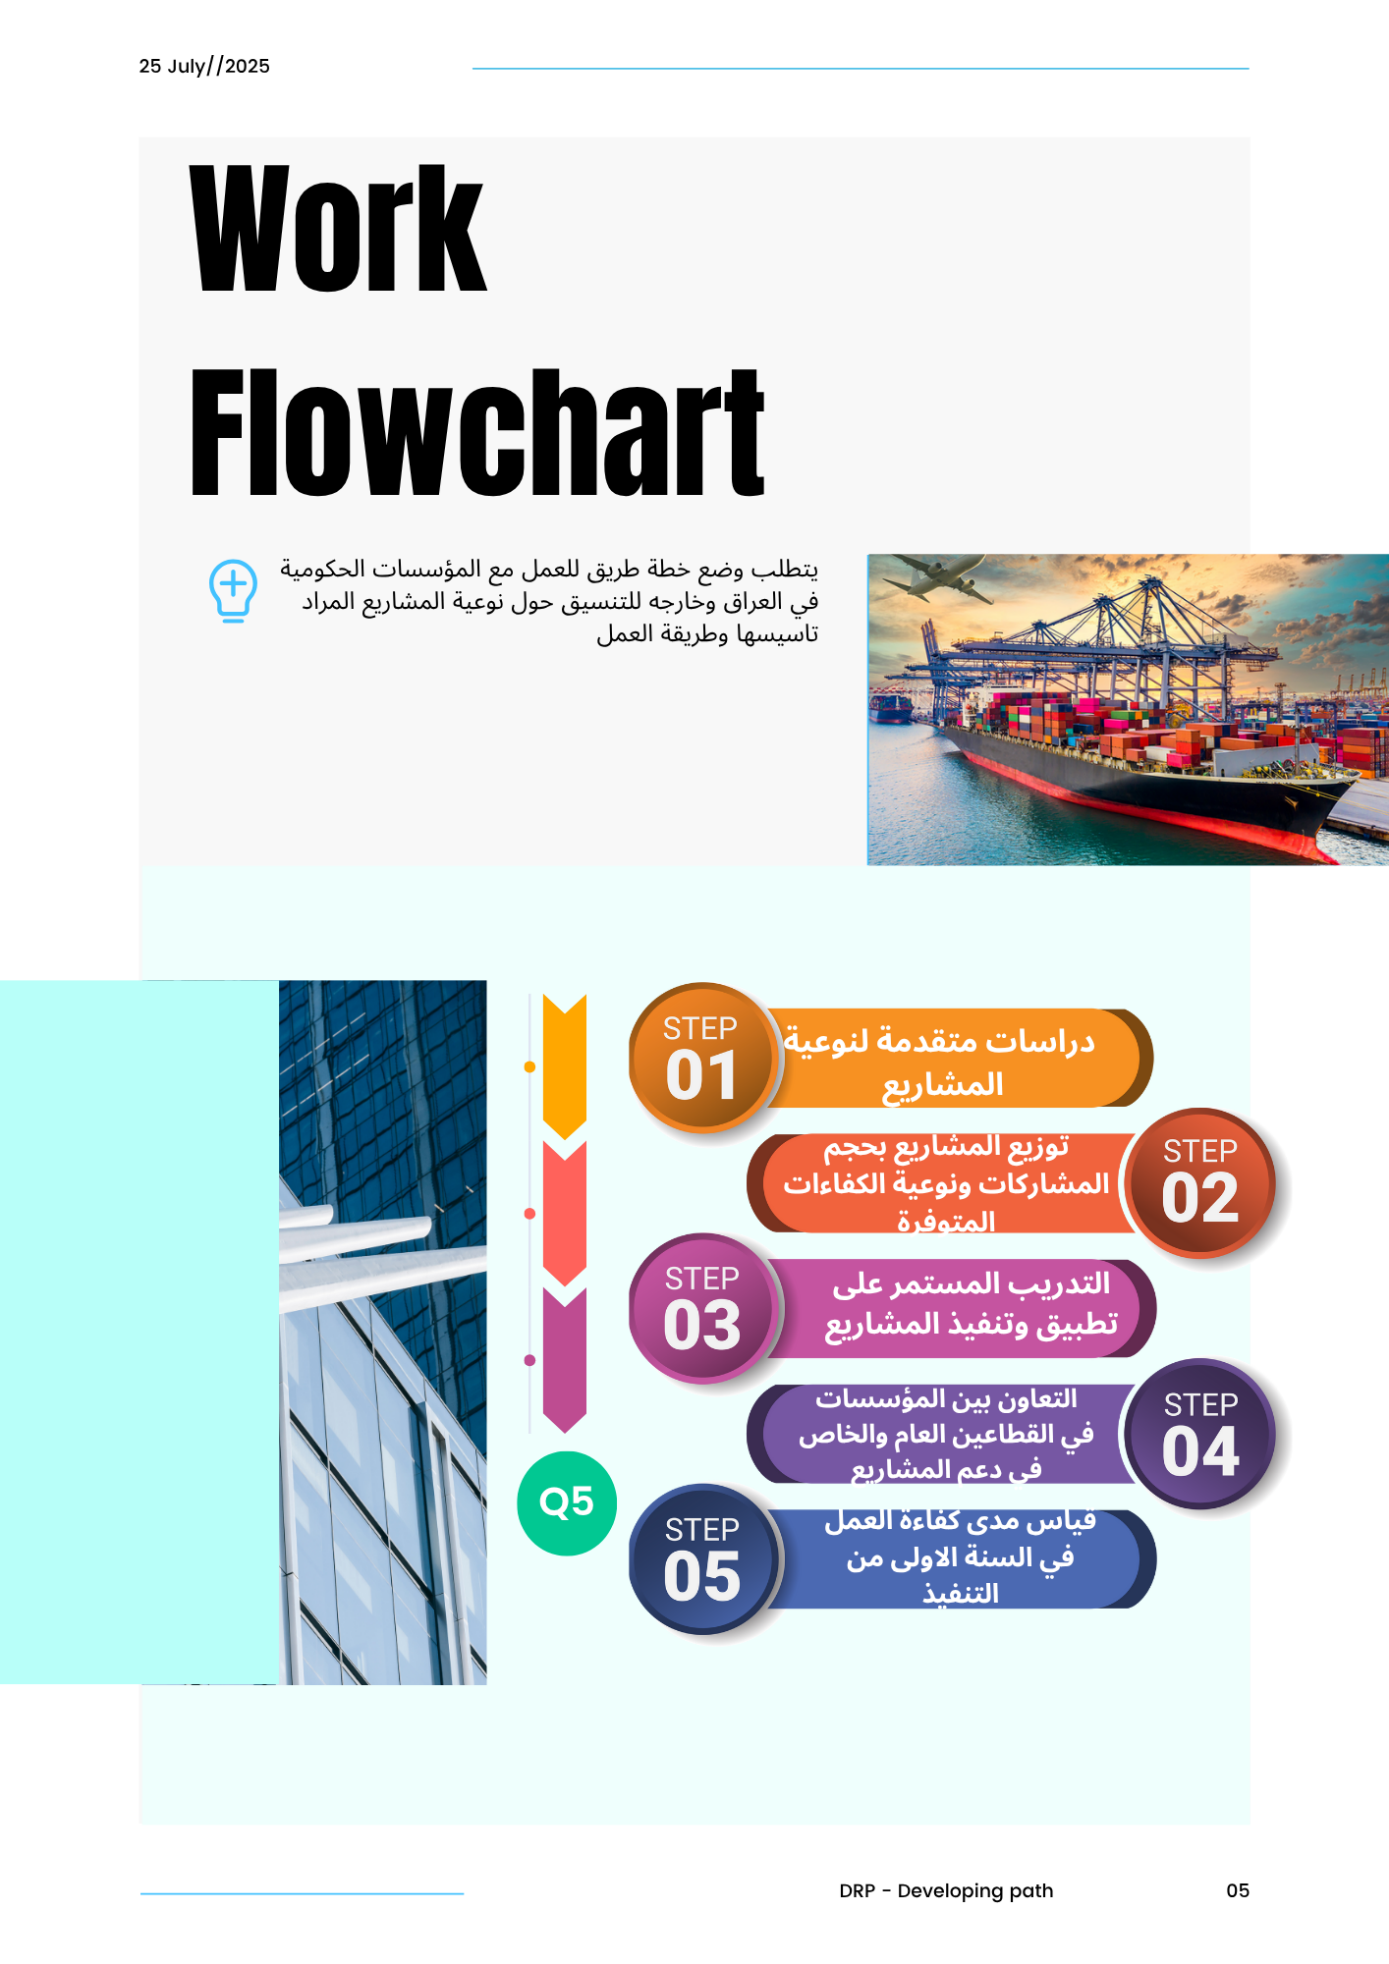 25 July//2025
Work
Flowchart
يتطلب وضع خطة طريق للعمل مع المؤسسات الحكومية
في العراق وخارجه للتنسيق حول نوعية المشاريع المراد
تاسيسها وطريقة العمل
STEP
01
دراسات متقدمة لنوعية
المشاريع
STEP
02
توزيع المشاريع بحجم
المشاركات ونوعية الكفاءات
المتوفرة
STEP
03
التدريب المستمر على
تطبيق وتنفيذ المشاريع
STEP
04
التعاون بين المؤسسات
في القطاعين العام والخاص
في دعم المشاريع
Q5
STEP
05
قياس مدى كفاءة العمل
في السنة الاولى من
التنفيذ
DRP - Developing path
05